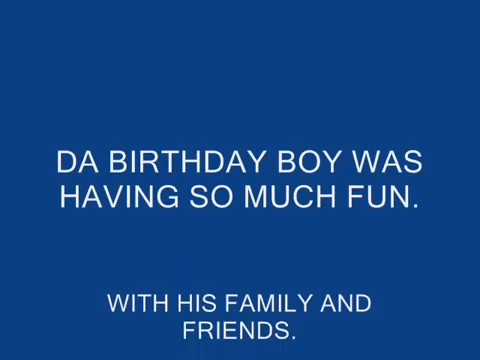 DA BIRTHDAY BOY WAS
HAVING SO MUCH FUN.
WITH HIS FAMILY AND
FRIENDS.